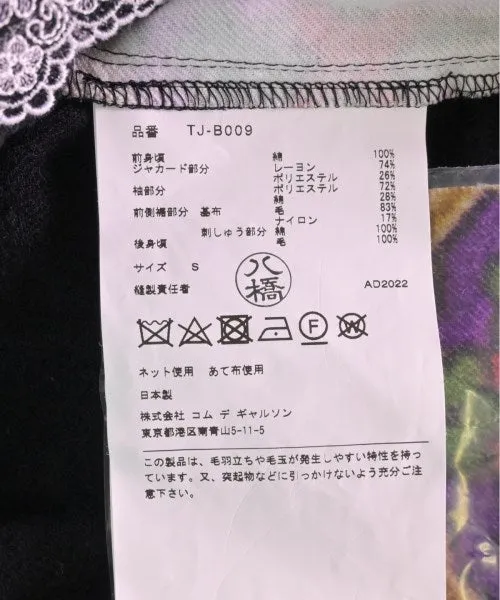 品番 TJ-B009
前身頃 綿 100%
ジャカード部分 レーヨン 74%
ポリエステル 26%
袖部分 ポリエステル 72%
綿 28%
前側裾部分 基布 毛 83%
ナイロン 17%
刺しゅう部分 綿 100%
後身頃 毛 100%
サイズ S
八橋
縫製責任者 AD2022
F W
ネット使用 あて布使用
日本製
株式会社 コム デ ギャルソン
東京都港区南青山5-11-5
この製品は、毛羽立ちや毛玉が発生しやすい特性を持っ
ています。又、突起物などに引っかけないよう充分ご注
意下さい。